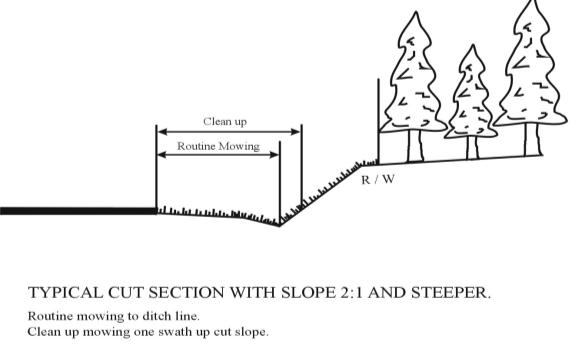 Clean up
Routine Mowing
R / W
TYPICAL CUT SECTION WITH SLOPE 2:1 AND STEEPER.
Routine mowing to ditch line.
Clean up mowing one swath up cut slope.